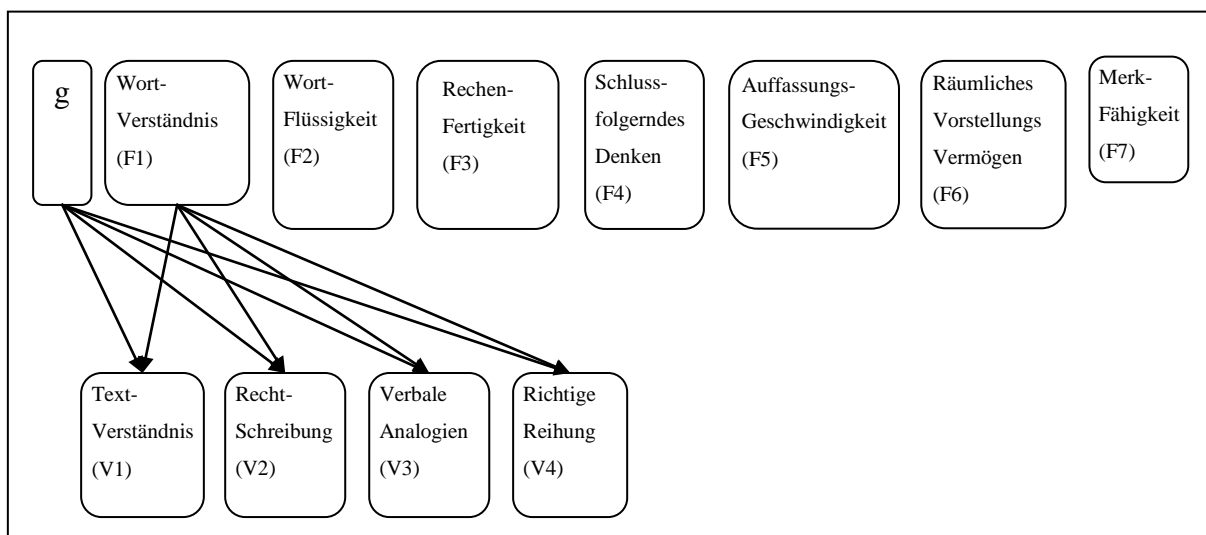 g
Wort-
Verständnis
(F1)
Wort-
Flüssigkeit
(F2)
Rechen-
Fertigkeit
(F3)
Schluss-
folgerndes
Denken
(F4)
Auffassungs-
Geschwindigkeit
(F5)
Räumliches
Vorstellungs
Vermögen
(F6)
Merk-
Fähigkeit
(F7)
Text-
Verständnis
(V1)
Recht-
Schreibung
(V2)
Verbale
Analogien
(V3)
Richtige
Reihung
(V4)